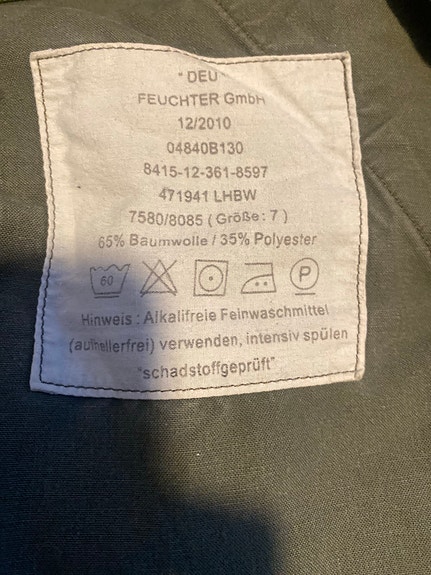 "DEU
FEUCHTER GmbH
12/2010
04840B130
8415-12-361-8597
471941 LHBW
7580/8085 ( Größe: 7 )
65% Baumwolle / 35% Polyester
60 P
Hinweis : Alkalifreie Feinwaschmittel
(aufhellerfrei) verwenden, intensiv spülen
"schadstoffgeprüft"